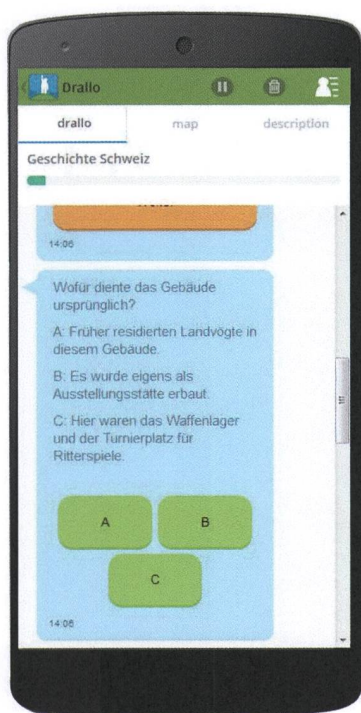 Drallo
drallo map description
Geschichte Schweiz
14:06
Wofür diente das Gebäude
ursprünglich?
A: Früher residierten Landvögte in
diesem Gebäude.
B: Es wurde eigens als
Ausstellungsstätte erbaut.
C: Hier waren das Waffenlager
und der Turnierplatz für
Ritterspiele.
A B
C
14:06